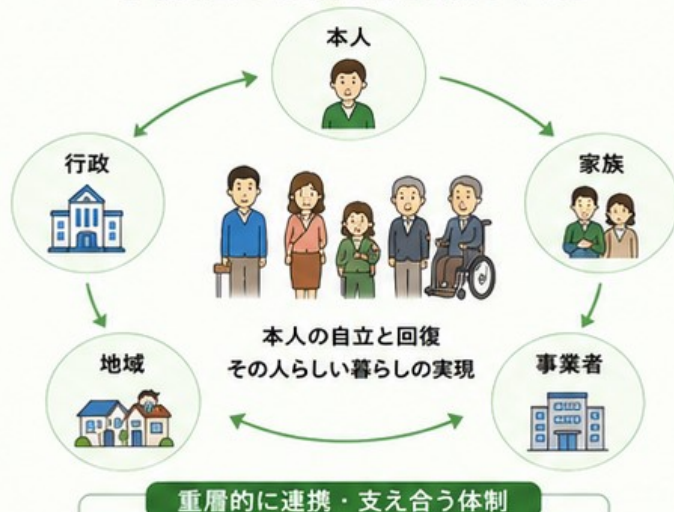 本人
行政
家族
本人の自立と回復
その人らしい暮らしの実現
地域
事業者
重層的に連携・支え合う体制